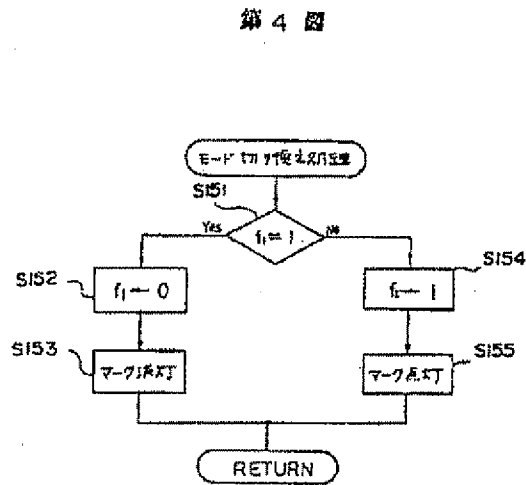 第4図
モード切り換え処理
S151
Yes
f₁=1
No
S152
f₁←0
S154
f₁←1
S153
マーク消灯
S155
マーク点灯
RETURN